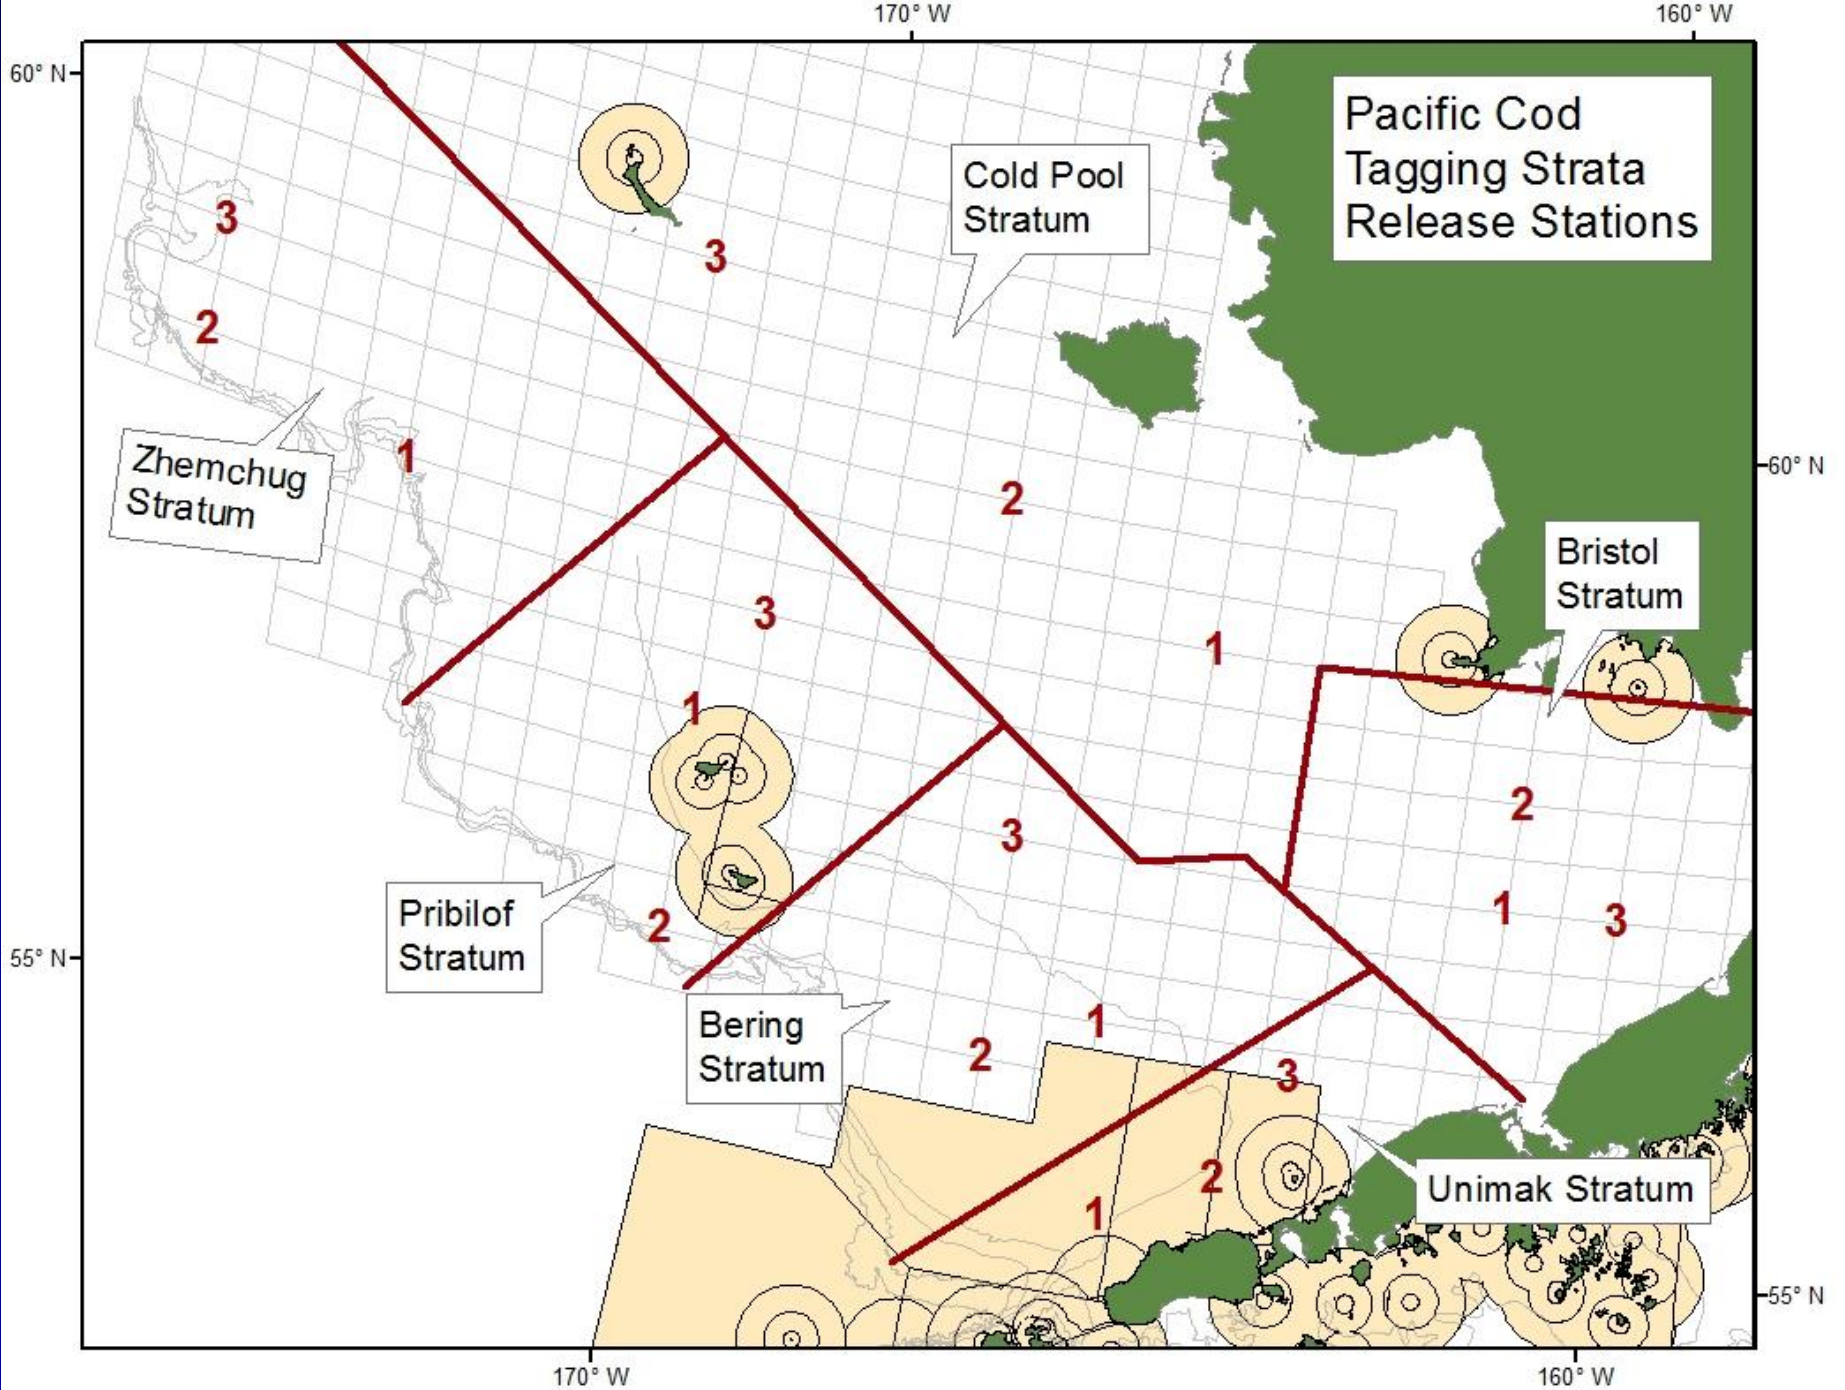 170° W
160° W
60° N
Pacific Cod
Tagging Strata
Release Stations
Cold Pool
Stratum
3
3
2
Zhemchug
Stratum
1
60° N
2
Bristol
Stratum
3
1
1
2
3
Pribilof
Stratum
2
1
3
55° N
Bering
Stratum
1
2
3
Unimak Stratum
2
1
55° N
170° W
160° W